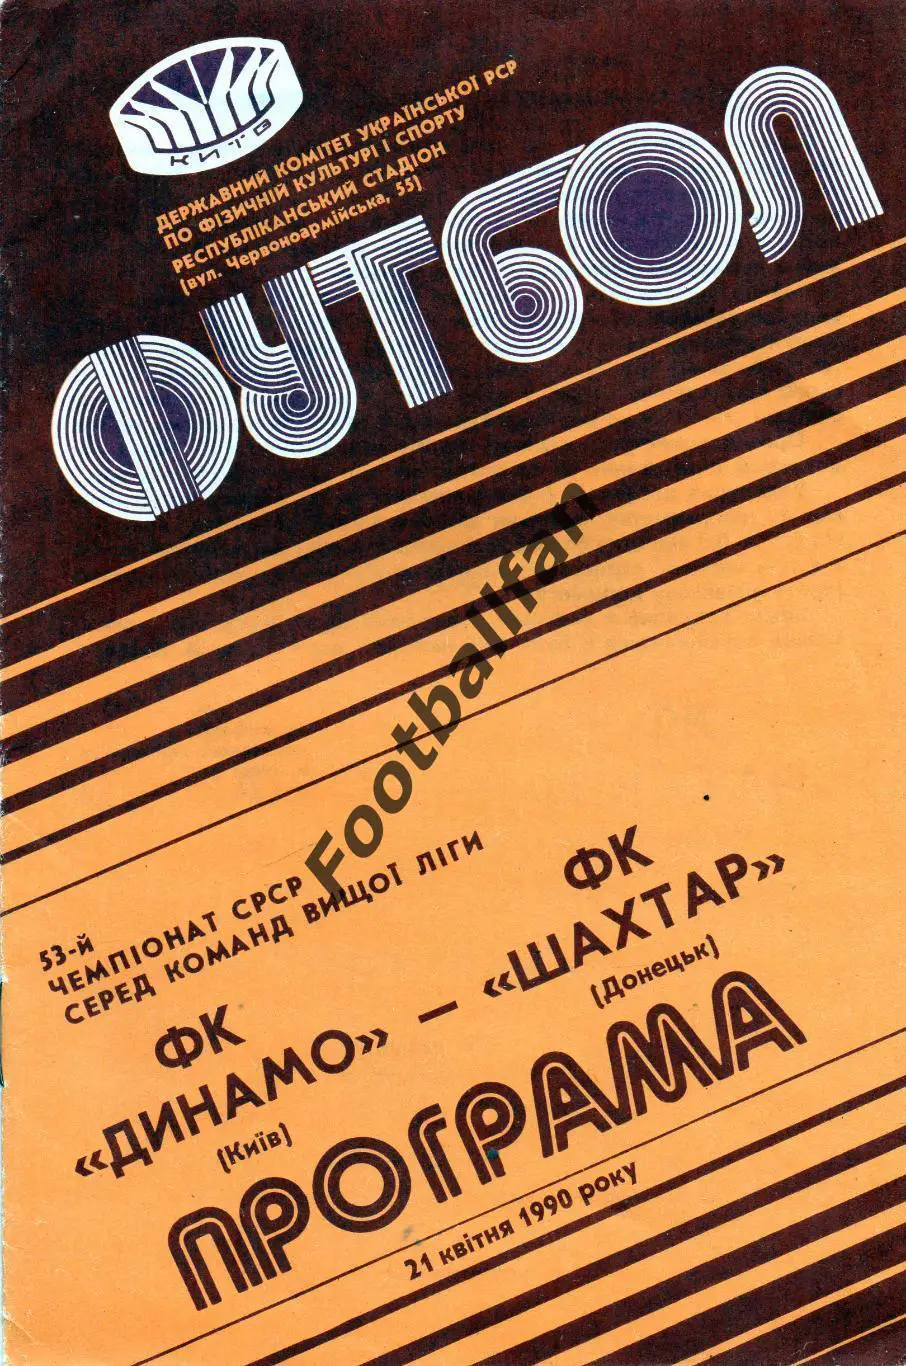 КИТВ
ДЕРЖАВНИЙ КОМІТЕТ УКРАЇНСЬКОЇ РСР
ПО ФІЗИЧНІЙ КУЛЬТУРІ І СПОРТУ
РЕСПУБЛІКАНСЬКИЙ СТАДІОН
(вул. Червоноармійська, 55)
ФУТБОЛ
Footballfan
53-й
ЧЕМПІОНАТ СРСР
СЕРЕД КОМАНД ВИЩОЇ ЛІГИ
ФК
«ДИНАМО» –
(Київ)
ФК
«ШАХТАР»
(Донецьк)
ПРОГРАМА
21 квітня 1990 року